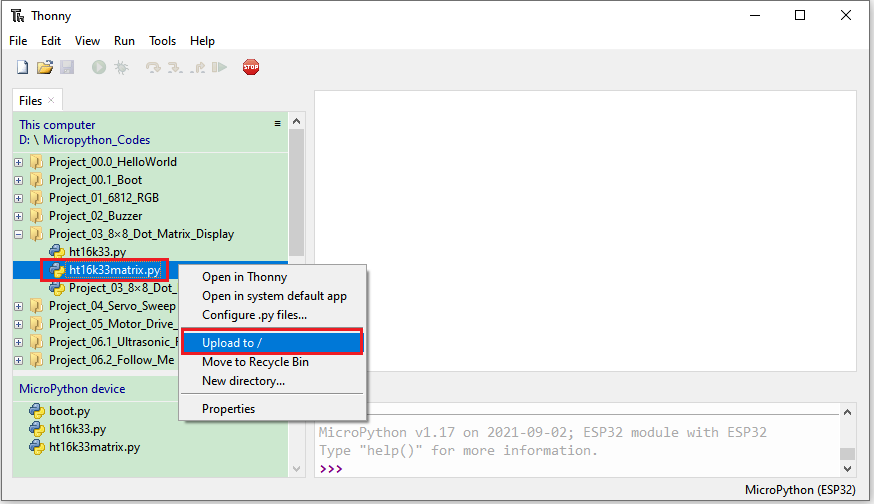 Thonny
File Edit View Run Tools Help
STOP
Files
This computer
D: \ Micropython_Codes
Project_00.0_HelloWorld
Project_00.1_Boot
Project_01_6812_RGB
Project_02_Buzzer
Project_03_8×8_Dot_Matrix_Display
ht16k33.py
ht16k33matrix.py
Project_03_8×8_Dot_
Project_04_Servo_Sweep
Project_05_Motor_Drive_
Project_06.1_Ultrasonic_
Project_06.2_Follow_Me
Open in Thonny
Open in system default app
Configure .py files...
Upload to /
Move to Recycle Bin
New directory...
Properties
MicroPython device
boot.py
ht16k33.py
ht16k33matrix.py
MicroPython v1.17 on 2021-09-02; ESP32 module with ESP32
Type "help()" for more information.
>>>
MicroPython (ESP32)